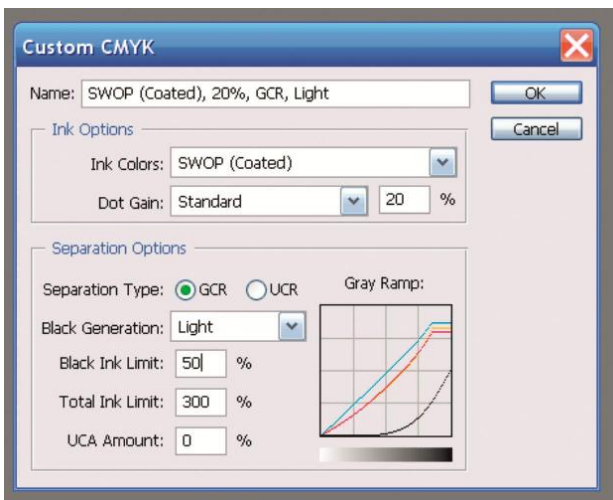 Custom CMYK
Name: SWOP (Coated), 20%, GCR, Light
OK
Cancel
Ink Options
Ink Colors: SWOP (Coated)
Dot Gain: Standard 20 %
Separation Options
Separation Type: GCR UCR
Gray Ramp:
Black Generation: Light
Black Ink Limit: 50 %
Total Ink Limit: 300 %
UCA Amount: 0 %